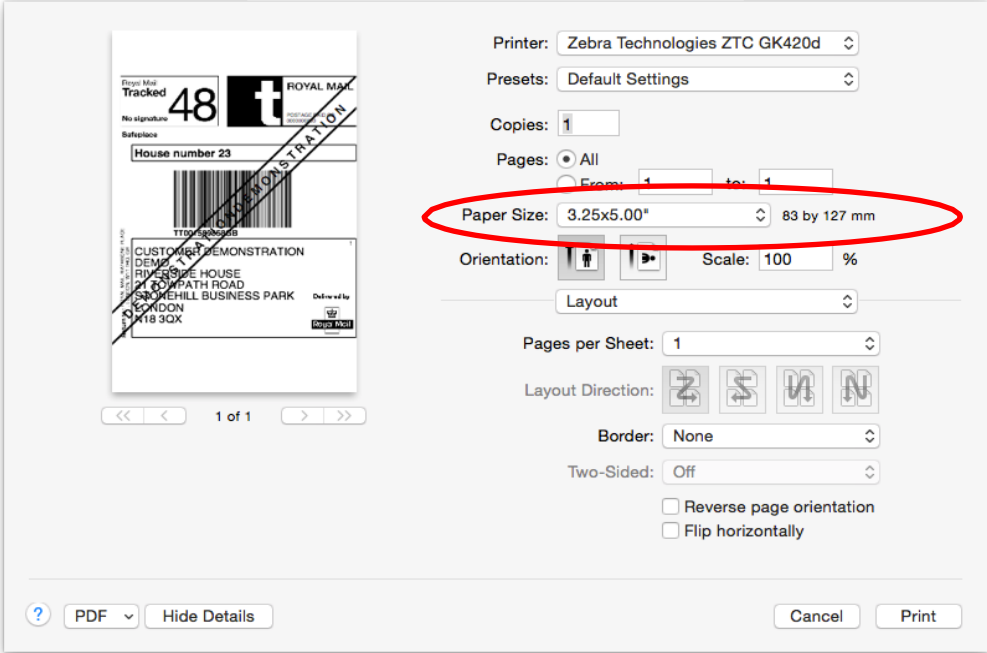 Printer: Zebra Technologies ZTC GK420d
Presets: Default Settings
Copies: 1
Pages: All
From: 1 to: 1
Paper Size: 3.25x5.00" 83 by 127 mm
Orientation: Scale: 100 %
Layout
Pages per Sheet: 1
Layout Direction:
Border: None
Two-Sided: Off
Reverse page orientation
Flip horizontally
Royal Mail
Tracked 48
No signature
ROYAL MAIL
POSTAGE PAID
Safeplace
House number 23
DEMONSTRATIONDEMONSTRATION
CUSTOMER DEMONSTRATION
DEMO
RIVERSIDE HOUSE
21 TOWPATH ROAD
STONEHILL BUSINESS PARK
LONDON
N18 3QX
Delivered by
Royal Mail
1 of 1
? PDF Hide Details Cancel Print